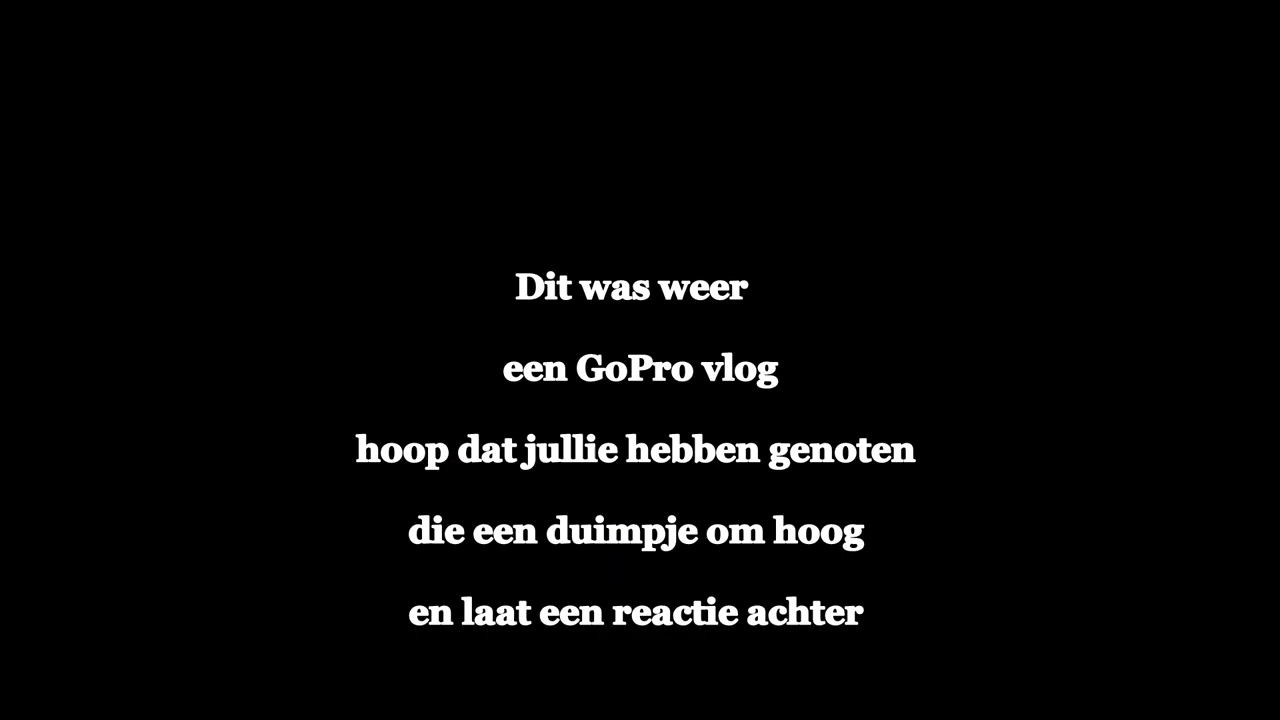 Dit was weer
een GoPro vlog
hoop dat jullie hebben genoten
die een duimpje om hoog
en laat een reactie achter